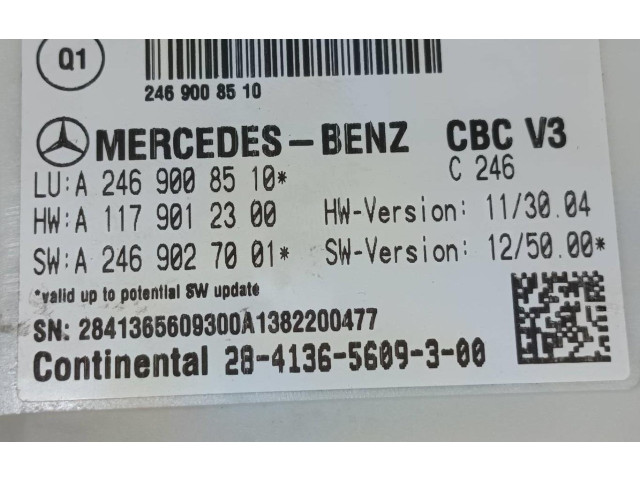 Q1
246 900 85 10
MERCEDES-BENZ CBC V3
C 246
LU:A 246 900 85 10*
HW:A 117 901 23 00 HW-Version: 11/30.04
SW:A 246 902 70 01* SW-Version: 12/50.00*
*valid up to potential SW update
SN: 2841365609300A1382200477
Continental 28-4136-5609-3-00